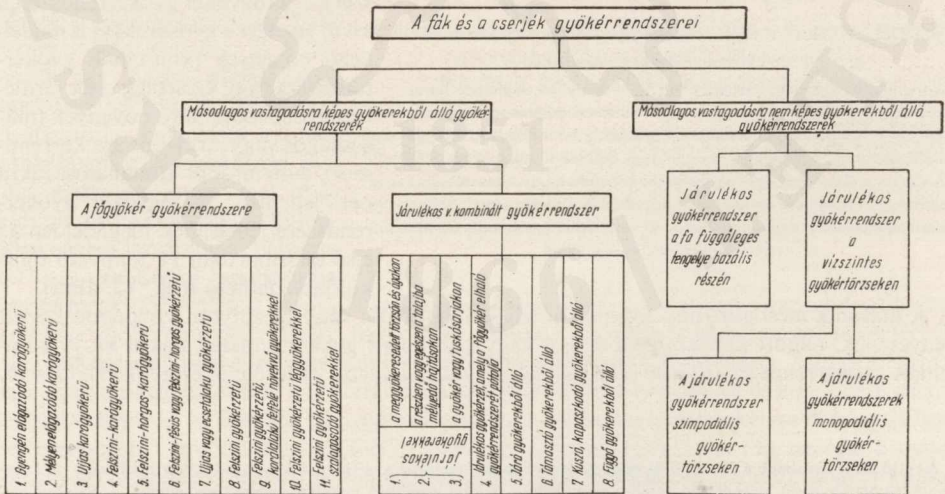 A fák és a cserjék gyökérrendszerei
Másodlagos vastagodásra képes gyökerekből álló gyökér-
rendszerek
Másodlagos vastagodásra nem képes gyökerekből álló
gyökérrendszerek
A főgyökér gyökérrendszere
Járulékos v. kombinált gyökérrendszer
Járulékos
gyökérrendszer
a fa függőleges
tengelye bazális
részén
Járulékos
gyökérrendszer
a
vízszintes
gyökértörzseken
1. Gyengén elágazódó karógyökerű
2. Mélyen elágazódó karógyökerű
3. Ujjas karógyökerű
4. Felszíni-karógyökerű
5. Felszíni-horgas-karógyökerű
6. Felszíni-fésűs vagy felszíni-horgas gyökérzetű
7. Ujjas vagy ecsetalaku gyökérzetű
8. Felszíni gyökérzetű
9. Felszíni gyökérzetű,
karóalakú felfelé növekvő gyökerekkel
10. Felszíni gyökérzetű léggyökerekkel
11. Felszíni gyökérzetű
szalagosadó gyökerekkel
járulékos
gyökerekkel
1.) a meggyökeresedett törzsön és ágakon
2., a részben vagy egészen a talajba
mélyedő hajtásokon
3., a gyökér vagy tuskósarjakon
4. Járulékos gyökérzet, amely a főgyökér elhaló
gyökérrendszerét pótolja
5. Járó gyökerekből álló
6. Támasztó gyökerekből álló
7. Kúszó, kapaszkodó gyökerekből álló
8. Függő gyökerekből álló
A járulékos
gyökérrendszer
szimpodiális
gyökér-
törzseken
A járulékos
gyökérrendszerek
monopodiális
gyökér-
törzseken
1851
1866